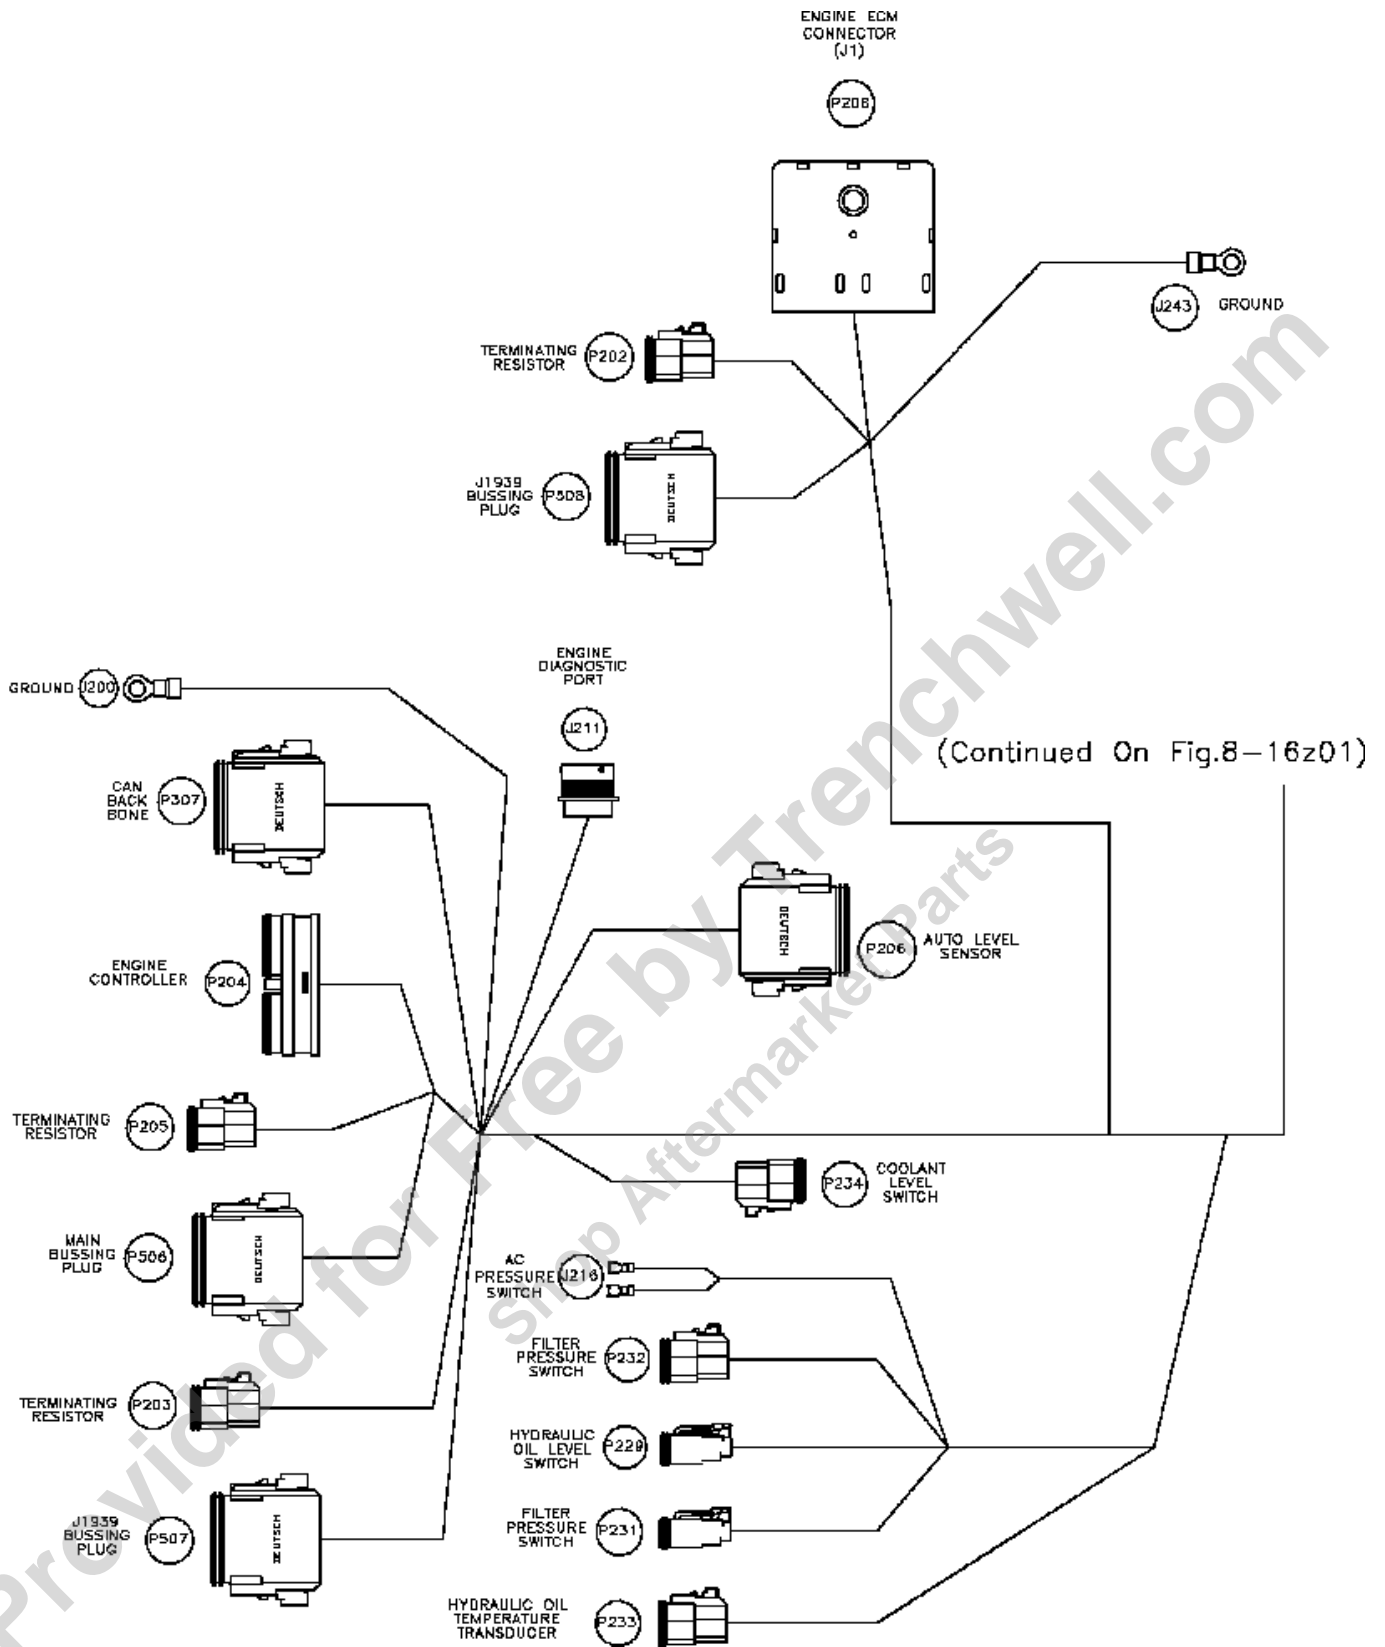 ENGINE ECM
CONNECTOR
(J1)
P208
J243 GROUND
TERMINATING
RESISTOR
P202
J1939
BUSSING
PLUG
P508
DEUTSCH
GROUND J200
ENGINE
DIAGNOSTIC
PORT
J211
(Continued On Fig.8-16z01)
CAN
BACK
BONE
P307
DEUTSCH
DEUTSCH
P206
AUTO LEVEL
SENSOR
ENGINE
CONTROLLER
P204
TERMINATING
RESISTOR
P205
P234
COOLANT
LEVEL
SWITCH
MAIN
BUSSING
PLUG
P506
DEUTSCH
AC
PRESSURE
SWITCH
J216
FILTER
PRESSURE
SWITCH
P232
TERMINATING
RESISTOR
P203
HYDRAULIC
OIL LEVEL
SWITCH
P229
J1939
BUSSING
PLUG
P507
DEUTSCH
FILTER
PRESSURE
SWITCH
P231
HYDRAULIC OIL
TEMPERATURE
TRANSDUCER
P233
Provided for Free by Trenchwell.com
Shop Aftermarket Parts